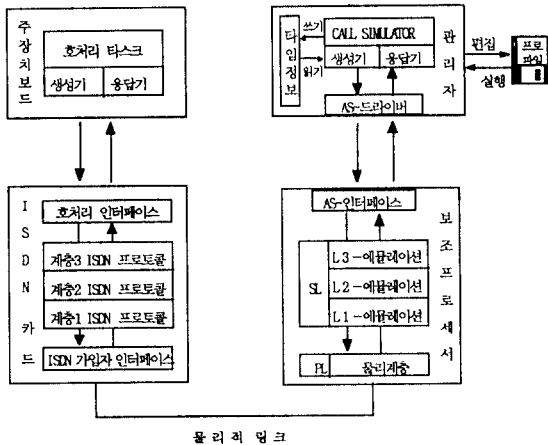 주장치보드
호처리 타스크
생성기 응답기
타임정보
쓰기
읽기
CALL SIMULATOR
생성기 응답기
AS-드라이버
관리자
편집
실행
프로
파일
ISDN 카드
호처리 인터페이스
계층3 ISDN 프로토콜
계층2 ISDN 프로토콜
계층1 ISDN 프로토콜
ISDN 가입자 인터페이스
AS-인터페이스
SL
L3-에뮬레이션
L2-에뮬레이션
L1-에뮬레이션
PL 물리계층
보조프로세서
물리적 링크